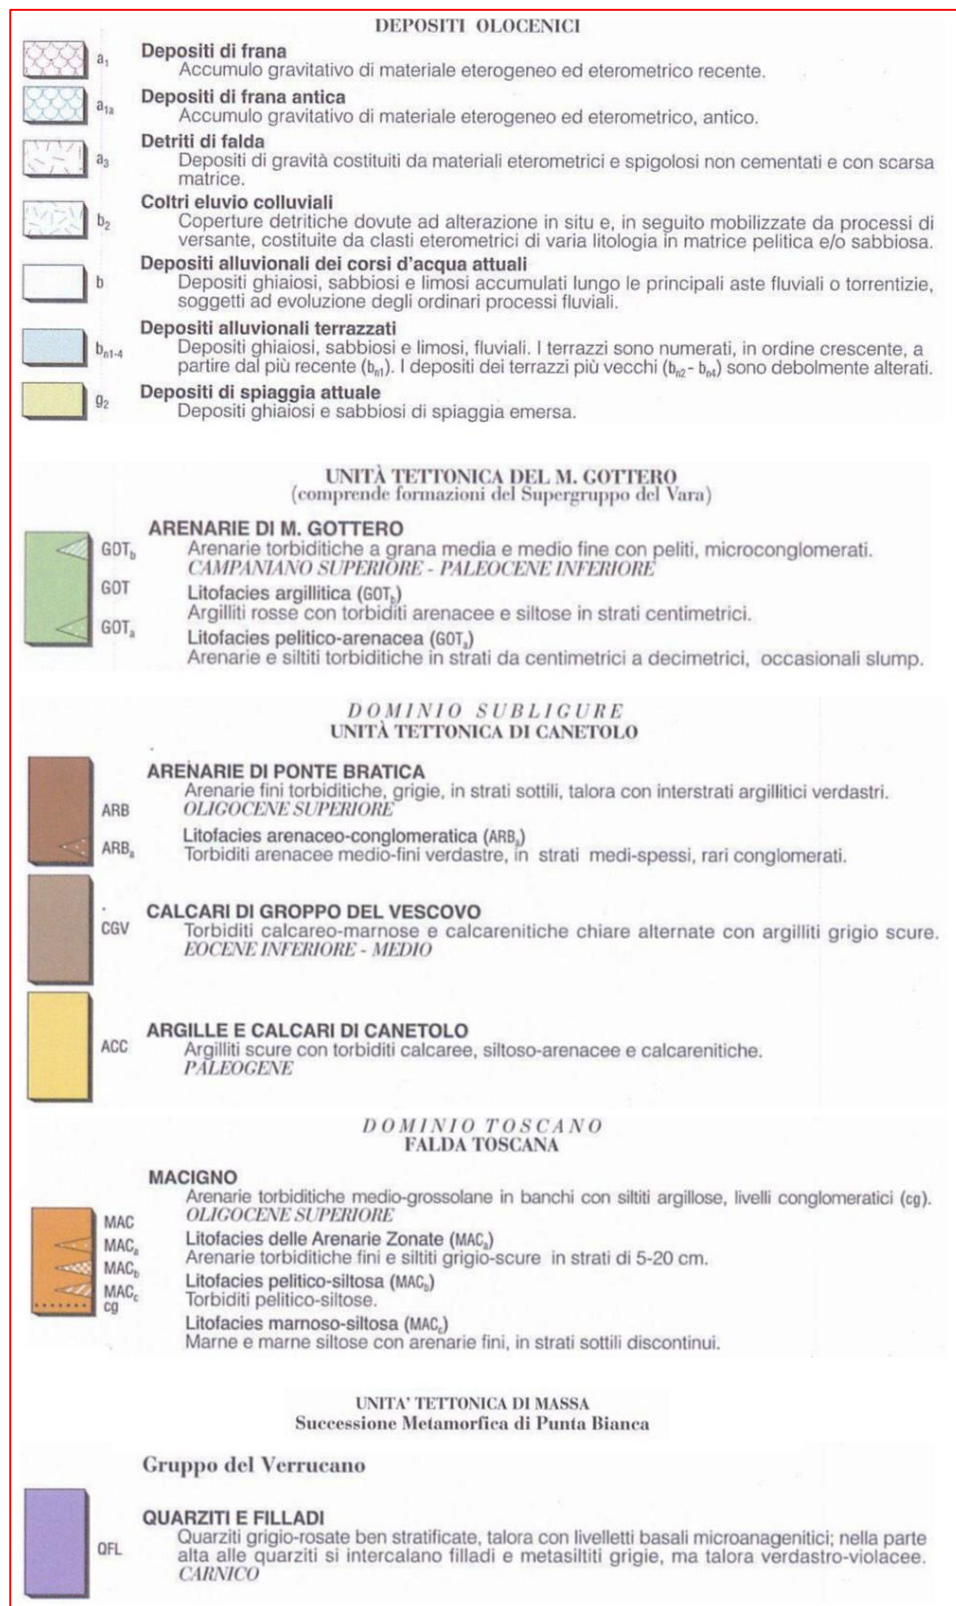 DEPOSITI OLOCENICI
a1
Depositi di frana
Accumulo gravitativo di materiale eterogeneo ed eterometrico recente.
a1a
Depositi di frana antica
Accumulo gravitativo di materiale eterogeneo ed eterometrico, antico.
a3
Detriti di falda
Depositi di gravità costituiti da materiali eterometrici e spigolosi non cementati e con scarsa
matrice.
b2
Coltri eluvio colluviali
Coperture detritiche dovute ad alterazione in situ e, in seguito mobilizzate da processi di
versante, costituite da clasti eterometrici di varia litologia in matrice pelitica e/o sabbiosa.
b
Depositi alluvionali dei corsi d'acqua attuali
Depositi ghiaiosi, sabbiosi e limosi accumulati lungo le principali aste fluviali o torrentizie,
soggetti ad evoluzione degli ordinari processi fluviali.
bn1-4
Depositi alluvionali terrazzati
Depositi ghiaiosi, sabbiosi e limosi, fluviali. I terrazzi sono numerati, in ordine crescente, a
partire dal più recente (bn1). I depositi dei terrazzi più vecchi (bn2- bn4) sono debolmente alterati.
g2
Depositi di spiaggia attuale
Depositi ghiaiosi e sabbiosi di spiaggia emersa.
UNITÀ TETTONICA DEL M. GOTTERO
(comprende formazioni del Supergruppo del Vara)
ARENARIE DI M. GOTTERO
GOTb
Arenarie torbiditiche a grana media e medio fine con peliti, microconglomerati.
CAMPANIANO SUPERIORE - PALEOCENE INFERIORE
GOT
Litofacies argillitica (GOTb)
Argilliti rosse con torbiditi arenacee e siltose in strati centimetrici.
GOTa
Litofacies pelitico-arenacea (GOTa)
Arenarie e siltiti torbiditiche in strati da centimetrici a decimetrici, occasionali slump.
DOMINIO SUBLIGURE
UNITÀ TETTONICA DI CANETOLO
ARENARIE DI PONTE BRATICA
Arenarie fini torbiditiche, grigie, in strati sottili, talora con interstrati argillitici verdastri.
ARB
OLIGOCENE SUPERIORE
Litofacies arenaceo-conglomeratica (ARBa)
ARBa
Torbiditi arenacee medio-fini verdastre, in strati medi-spessi, rari conglomerati.
CALCARI DI GROPPO DEL VESCOVO
CGV
Torbiditi calcareo-marnose e calcarenitiche chiare alternate con argilliti grigio scure.
EOCENE INFERIORE - MEDIO
ARGILLE E CALCARI DI CANETOLO
ACC
Argilliti scure con torbiditi calcaree, siltoso-arenacee e calcarenitiche.
PALEOGENE
DOMINIO TOSCANO
FALDA TOSCANA
MACIGNO
Arenarie torbiditiche medio-grossolane in banchi con siltiti argillose, livelli conglomeratici (cg).
OLIGOCENE SUPERIORE
MAC
Litofacies delle Arenarie Zonate (MACa)
MACa
Arenarie torbiditiche fini e siltiti grigio-scure in strati di 5-20 cm.
MACb
Litofacies pelitico-siltosa (MACb)
MACc
Torbiditi pelitico-siltose.
cg
Litofacies marnoso-siltosa (MACc)
Marne e marne siltose con arenarie fini, in strati sottili discontinui.
UNITA' TETTONICA DI MASSA
Successione Metamorfica di Punta Bianca
Gruppo del Verrucano
QUARZITI E FILLADI
QFL
Quarziti grigio-rosate ben stratificate, talora con livelletti basali microanagenitici; nella parte
alta alle quarziti si intercalano filladi e metasiltiti grigie, ma talora verdastro-violacee.
CARNICO